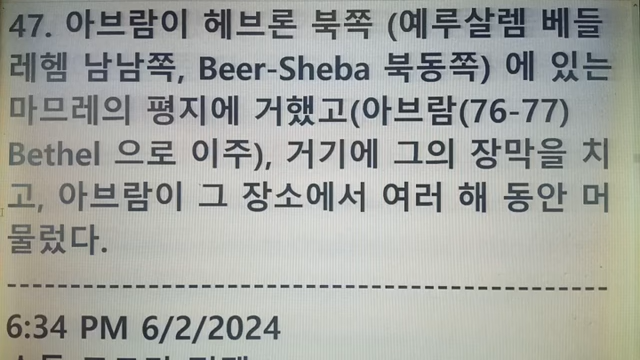 47. 아브람이 헤브론 북쪽 (예루살렘 베들
레헴 남남쪽, Beer-Sheba 북동쪽) 에 있는
마므레의 평지에 거했고(아브람(76-77)
Bethel 으로 이주), 거기에 그의 장막을 치
고, 아브람이 그 장소에서 여러 해 동안 머
물렀다.
--------------------------------------------------
6:34 PM 6/2/2024